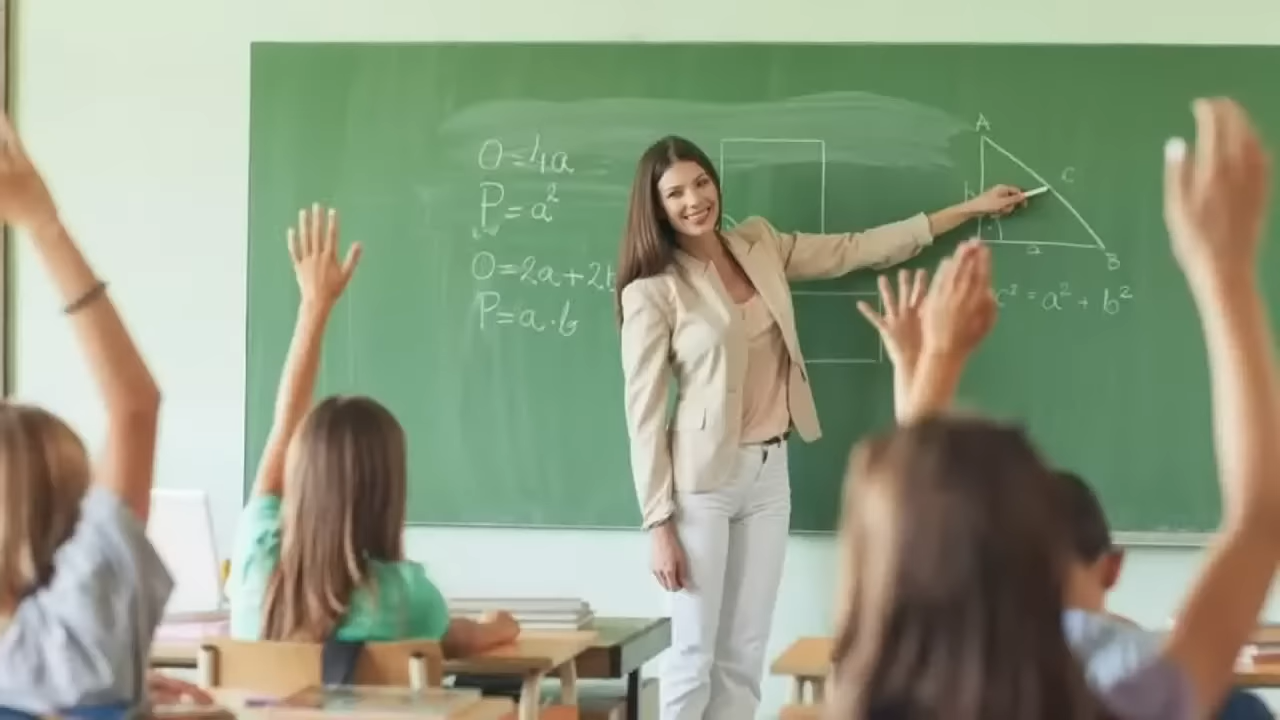 O=4a
P=a²
O=2a+2b
P=a·b
A
C
b
a
B
c²=a²+b²